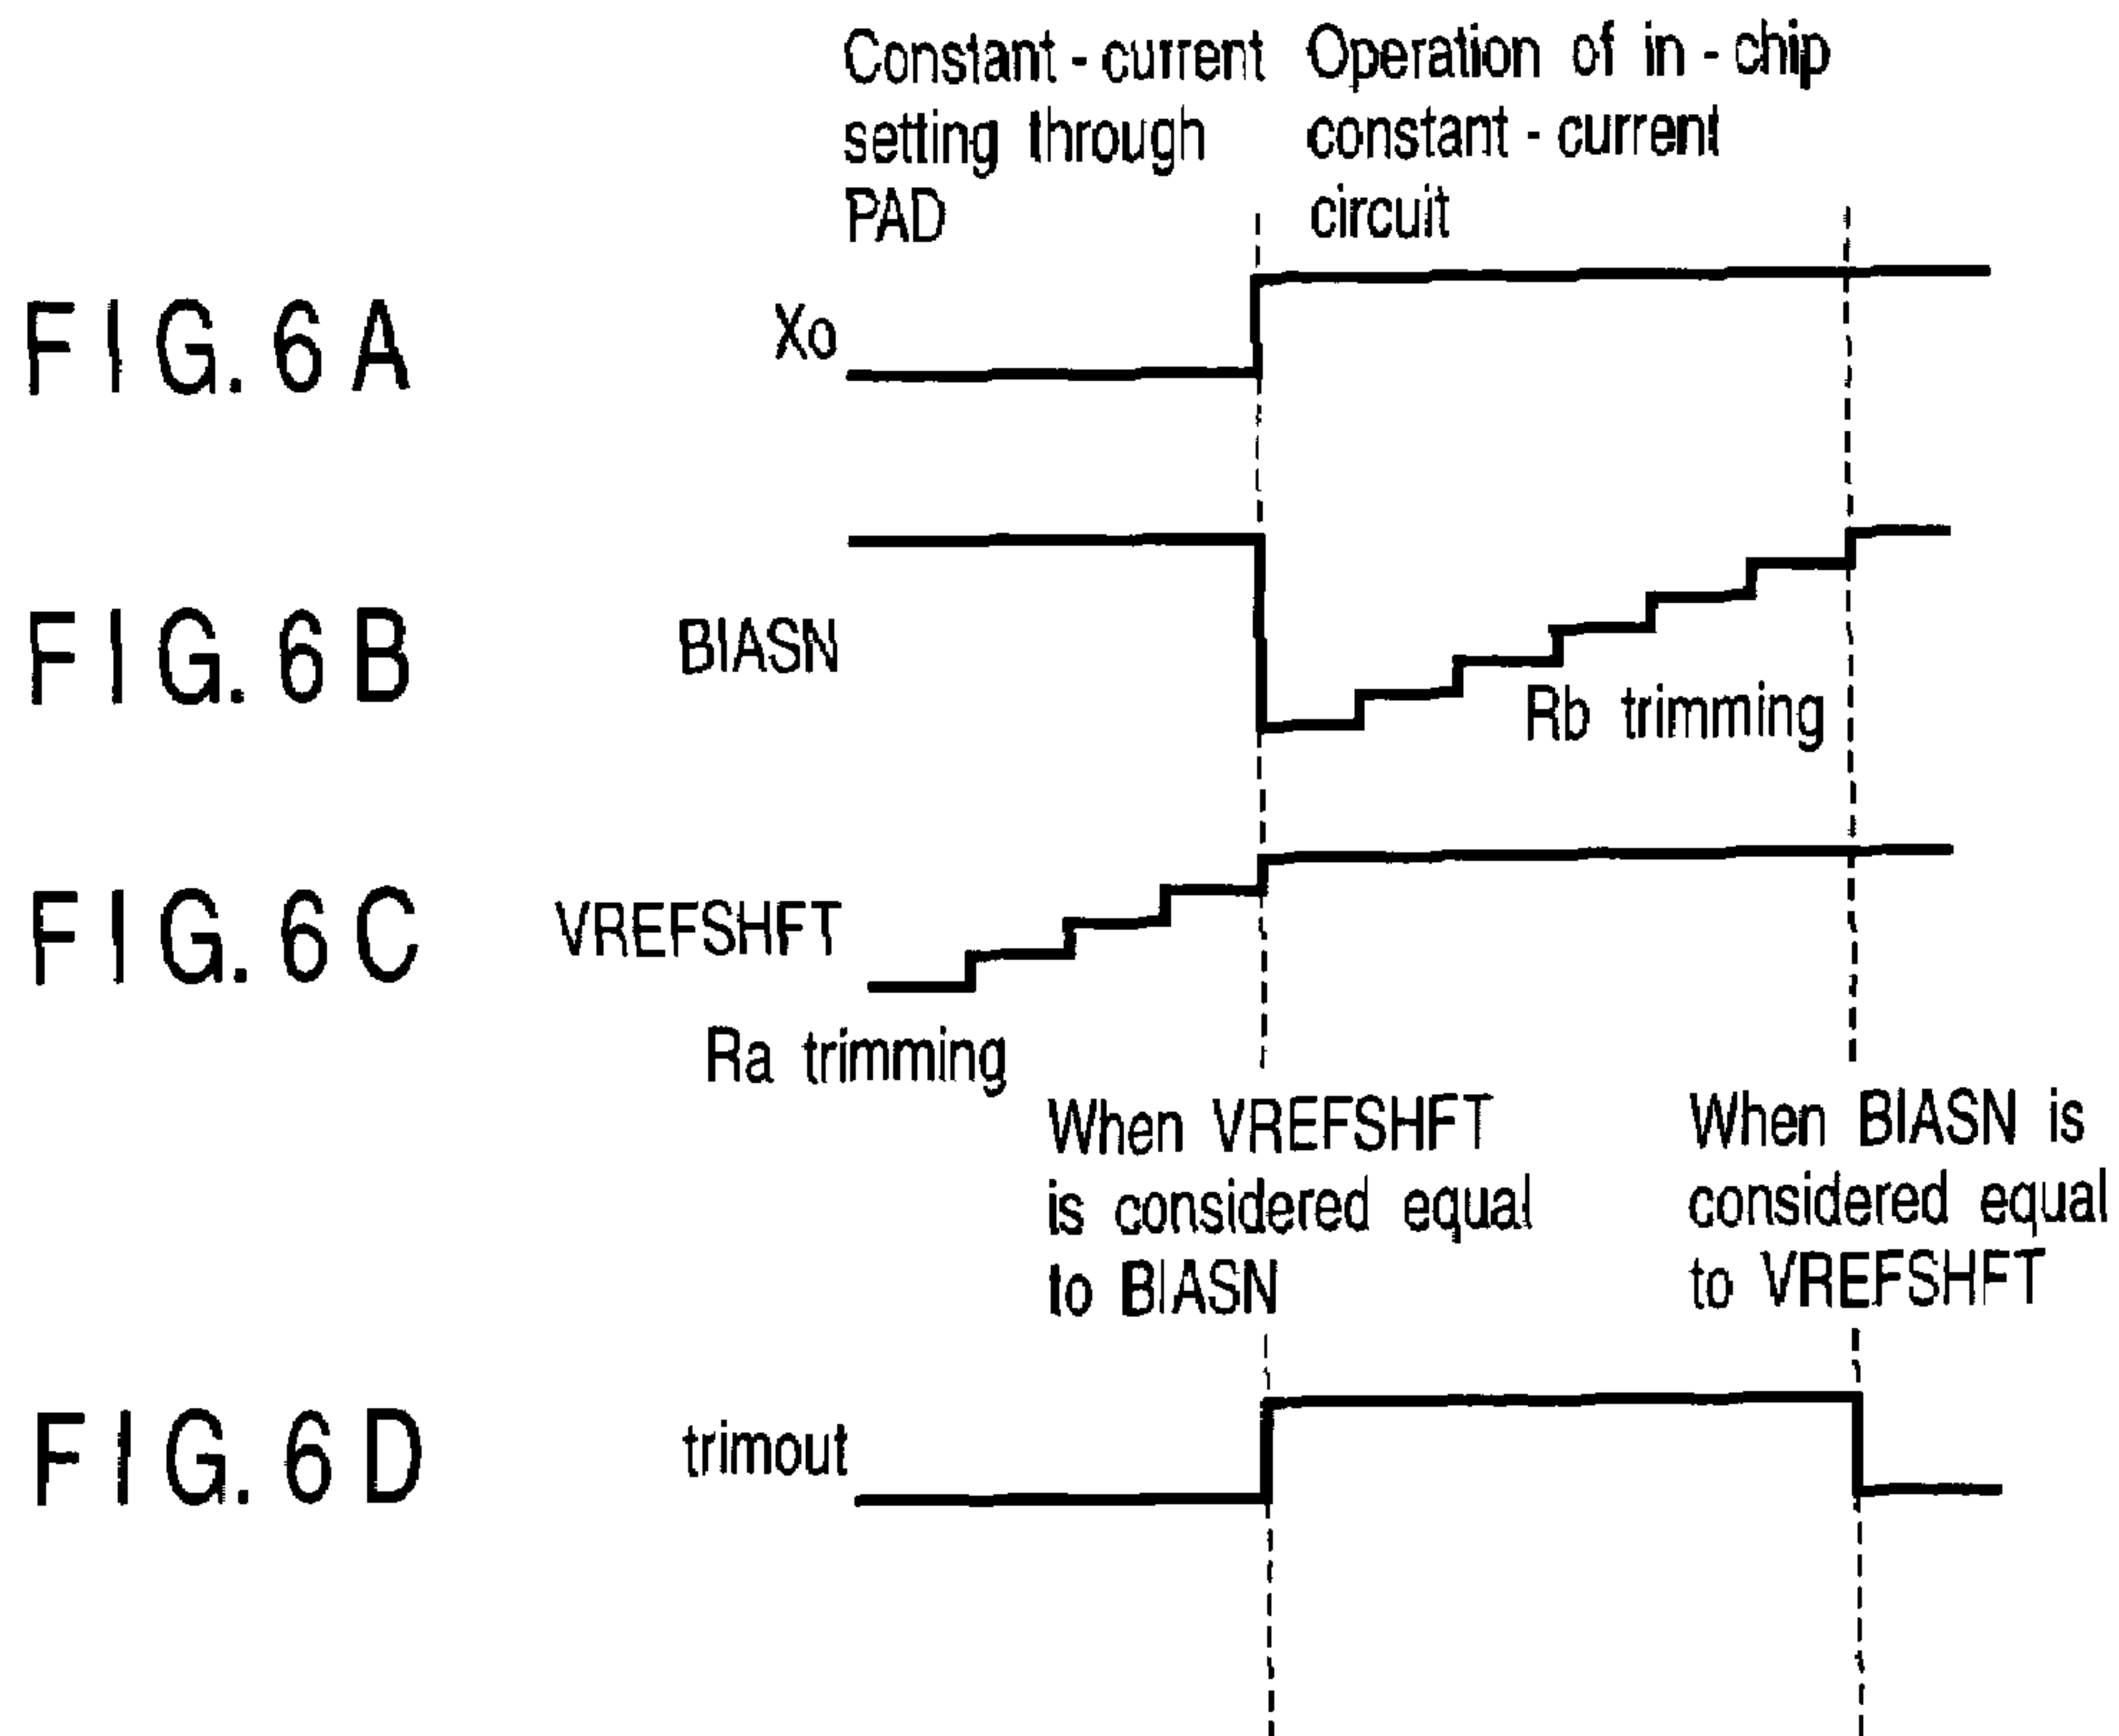 Constant - current
setting through
PAD
Operation of in - chip
constant - current
circuit
FIG. 6A
Xo
FIG. 6B
BIASN
Rb trimming
FIG. 6C
VREFSHFT
Ra trimming
When VREFSHFT
is considered equal
to BIASN
When BIASN is
considered equal
to VREFSHFT
FIG. 6D
trimout